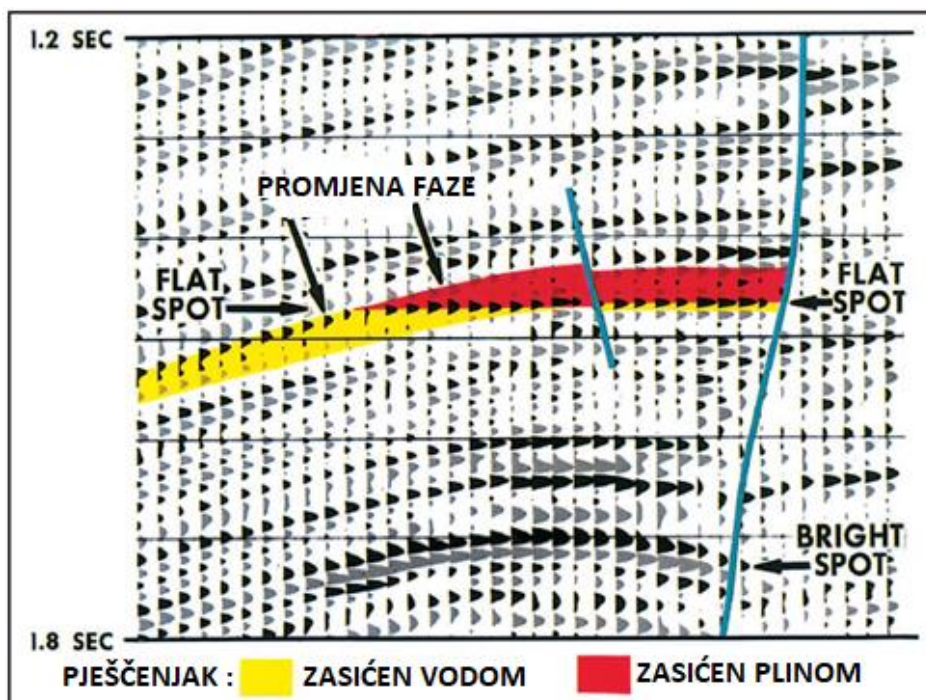 1.2 SEC
PROMJENA FAZE
FLAT
SPOT
FLAT
SPOT
BRIGHT
SPOT
1.8 SEC
PJEŠČENJAK : ZASIĆEN VODOM ZASIĆEN PLINOM